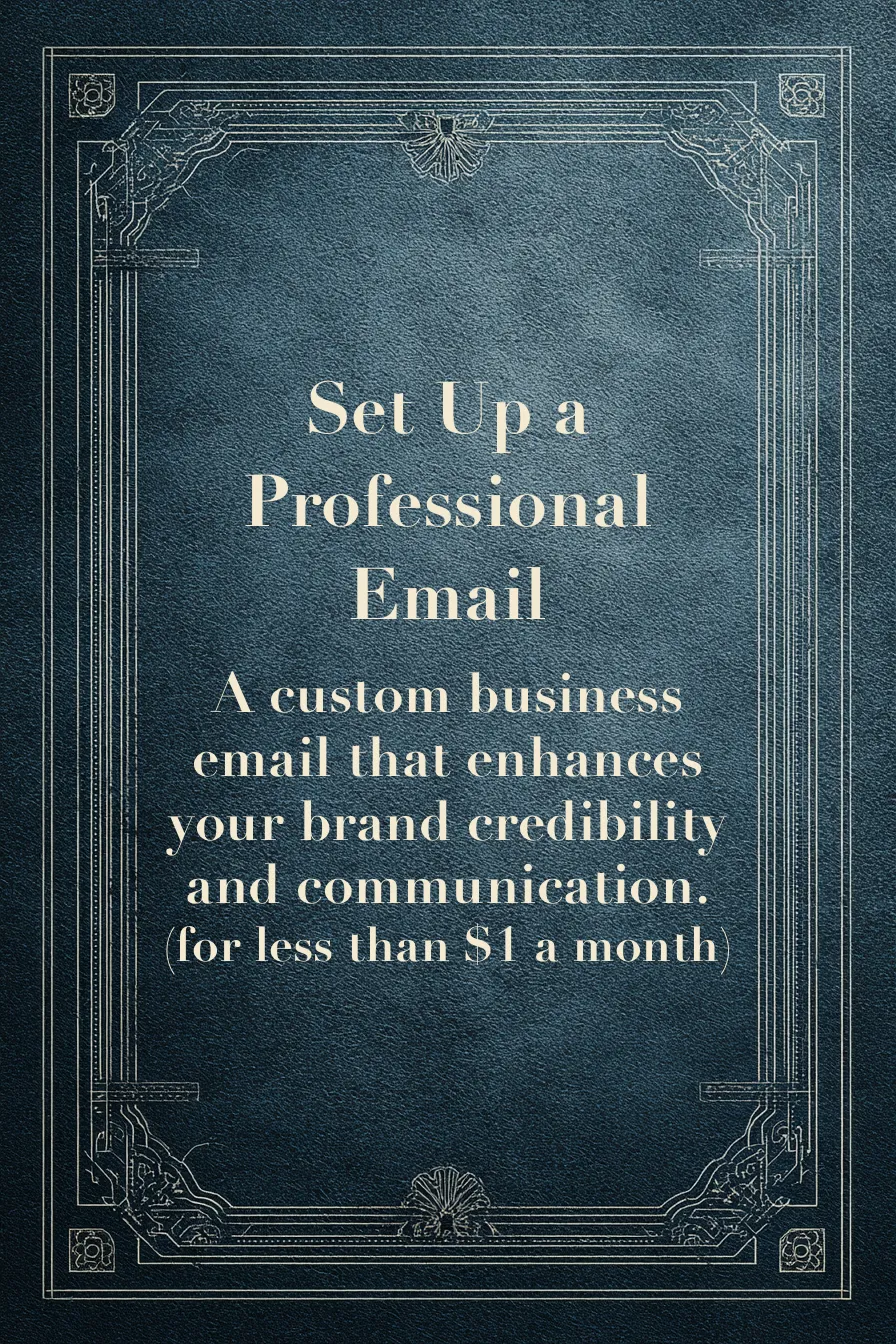 Set Up a
Professional
Email
A custom business
email that enhances
your brand credibility
and communication.
(for less than $1 a month)